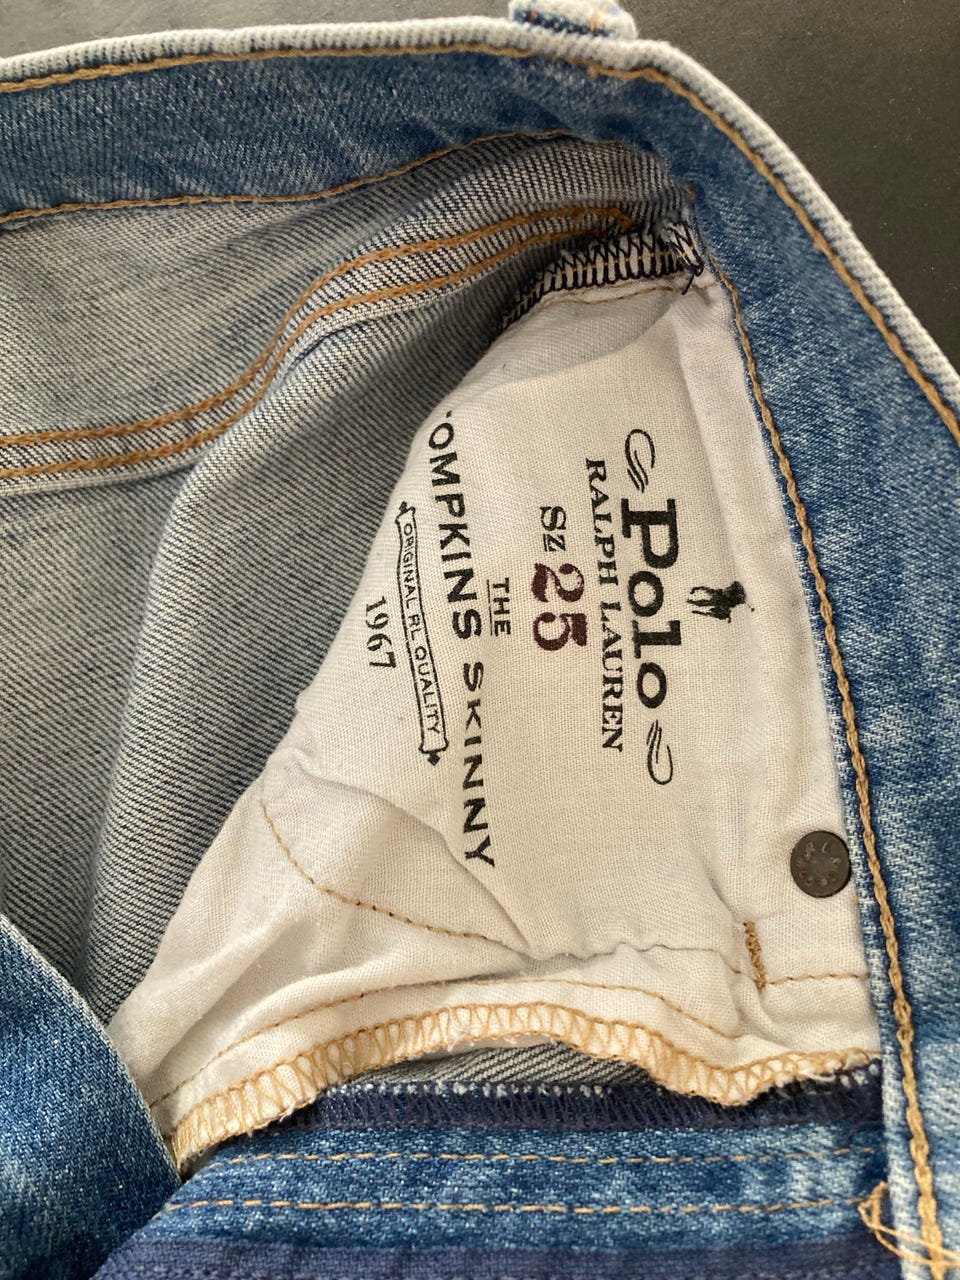 Polo
RALPH LAUREN
Sz 25
THE
OMPKINS SKINNY
ORIGINAL RL QUALITY
1967